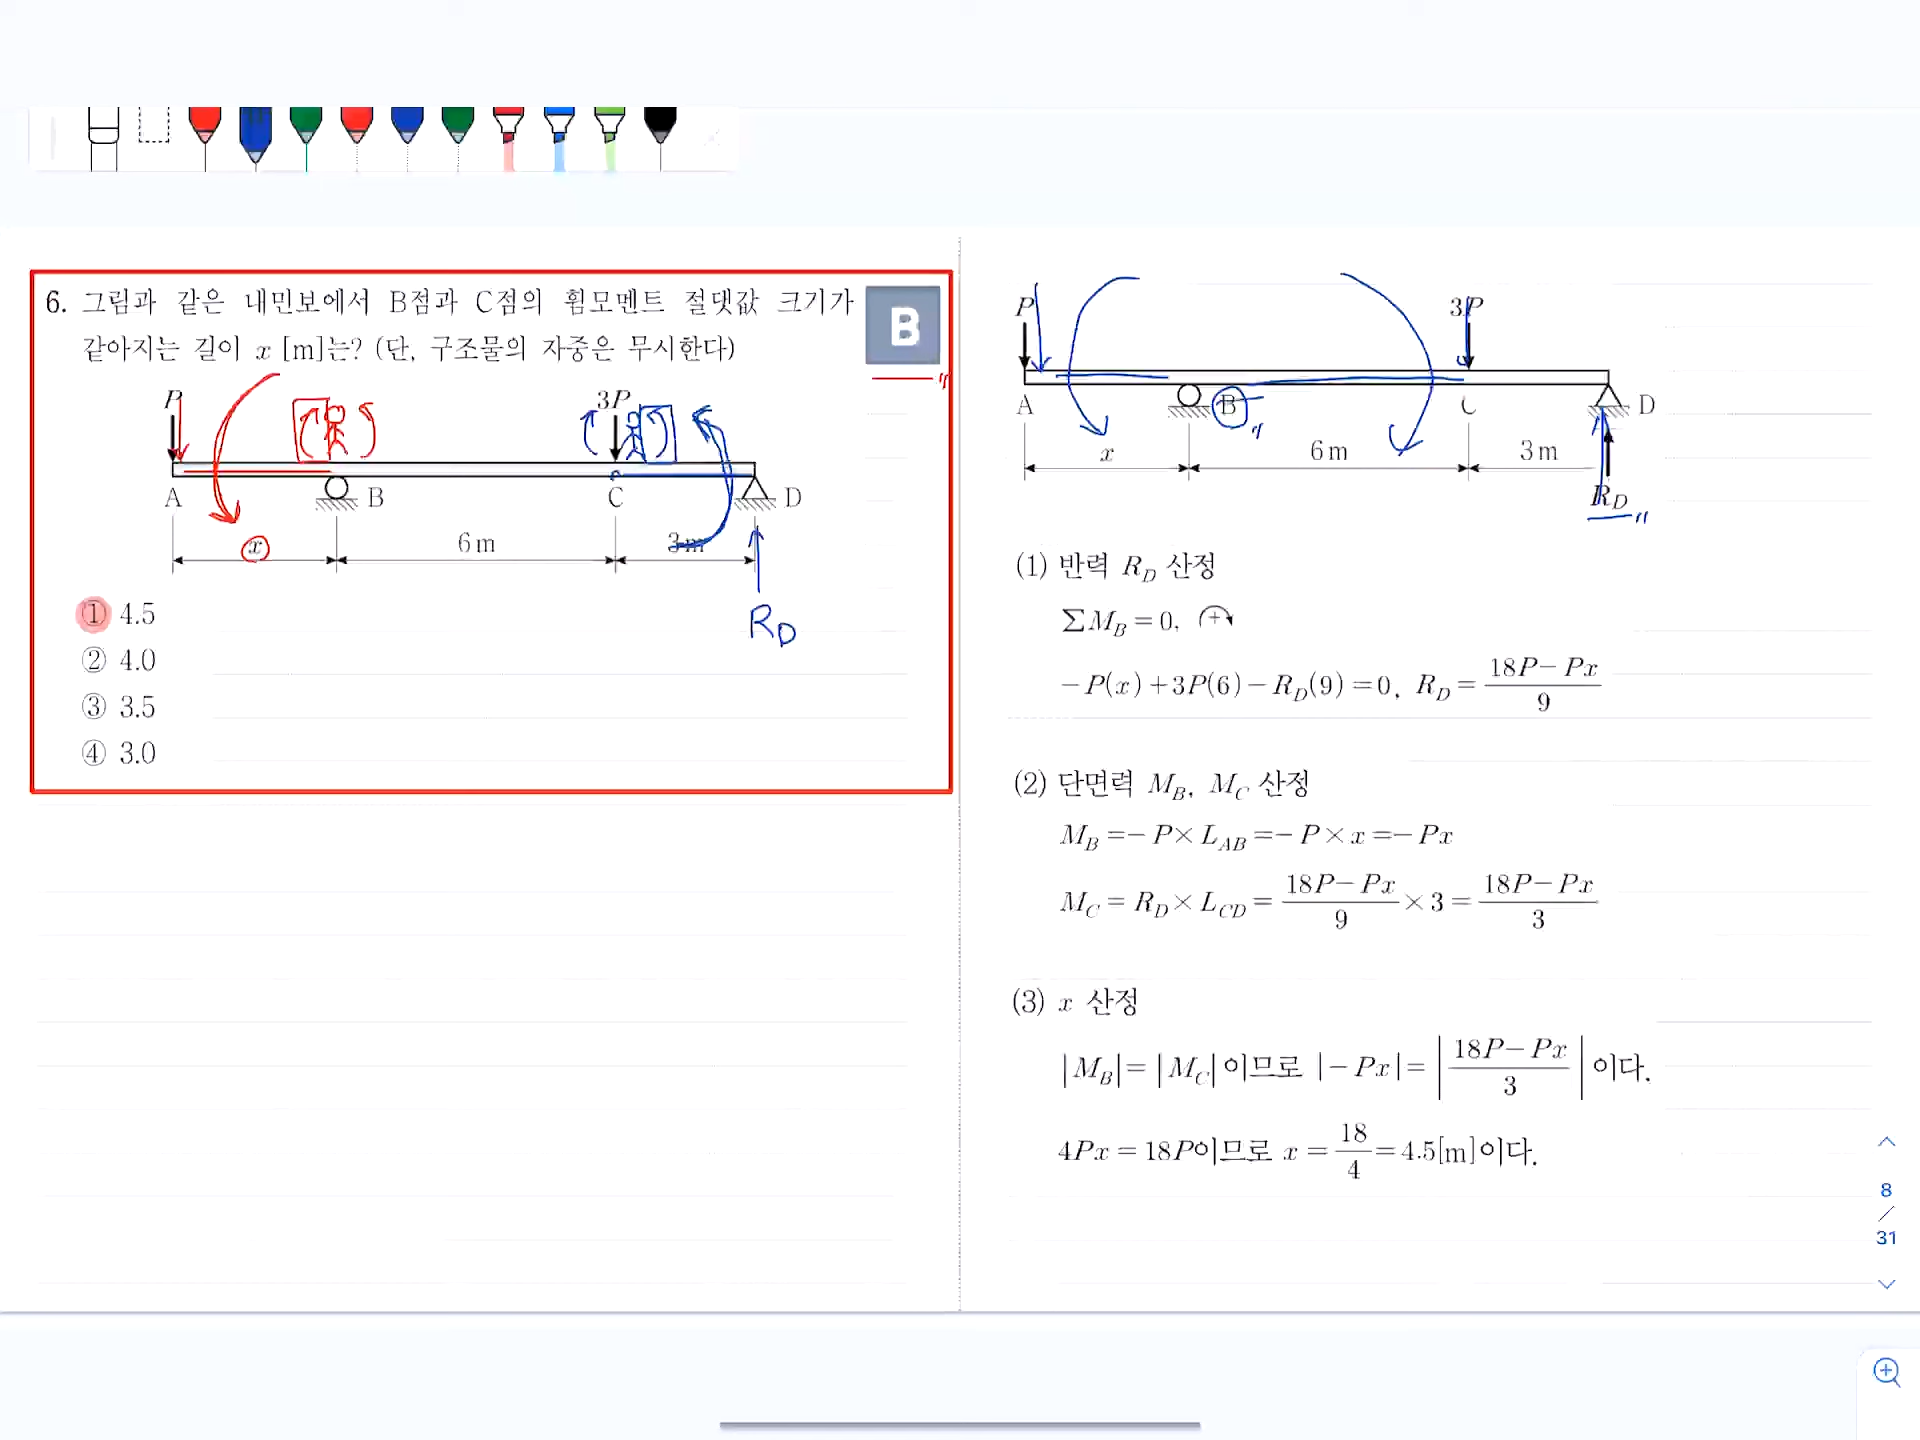 6. 그림과 같은 내민보에서 B점과 C점의 휨모멘트 절댓값 크기가
같아지는 길이 x [m]는? (단, 구조물의 자중은 무시한다)
B
P
3P
A
B
C
D
x
6m
3m
R_D
① 4.5
② 4.0
③ 3.5
④ 3.0
P
3P
A
B
C
D
x
6m
3m
R_D
(1) 반력 R_D 산정
∑M_B = 0,
−P(x)+3P(6)−R_D(9)=0, R_D = (18P−Px)/9
(2) 단면력 M_B, M_C 산정
M_B =− P× L_AB =− P× x =− Px
M_C = R_D × L_CD = (18P−Px)/9 × 3 = (18P−Px)/3
(3) x 산정
|M_B| = |M_C| 이므로 |−Px| = |(18P−Px)/3| 이다.
4Px = 18P이므로 x = 18/4 = 4.5[m]이다.
8
/
31